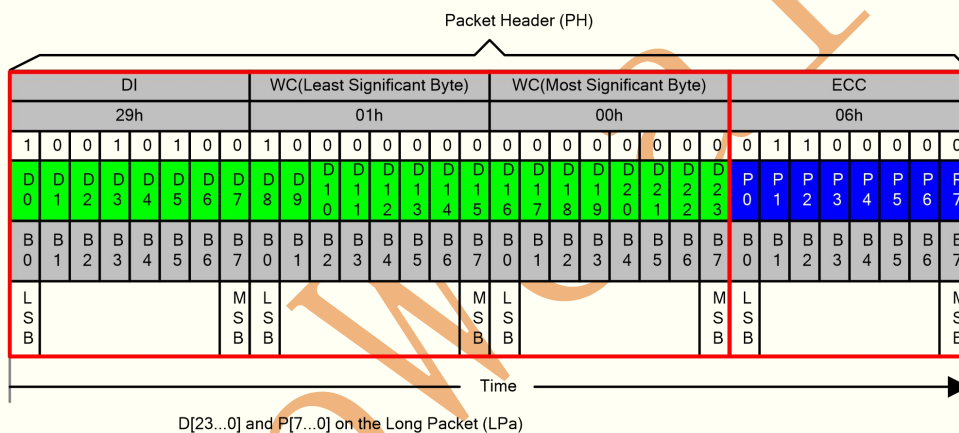 Packet Header (PH)
DI WC(Least Significant Byte) WC(Most Significant Byte) ECC
29h 01h 00h 06h
1 0 0 1 0 1 0 0 1 0 0 0 0 0 0 0 0 0 0 0 0 0 0 0 0 1 1 0 0 0 0 0
D0 D1 D2 D3 D4 D5 D6 D7 D8 D9 D10 D11 D12 D13 D14 D15 D16 D17 D18 D19 D20 D21 D22 D23 P0 P1 P2 P3 P4 P5 P6 P7
B0 B1 B2 B3 B4 B5 B6 B7 B0 B1 B2 B3 B4 B5 B6 B7 B0 B1 B2 B3 B4 B5 B6 B7 B0 B1 B2 B3 B4 B5 B6 B7
LSB MSB LSB MSB LSB MSB LSB MSB
Time
D[23...0] and P[7...0] on the Long Packet (LPa)